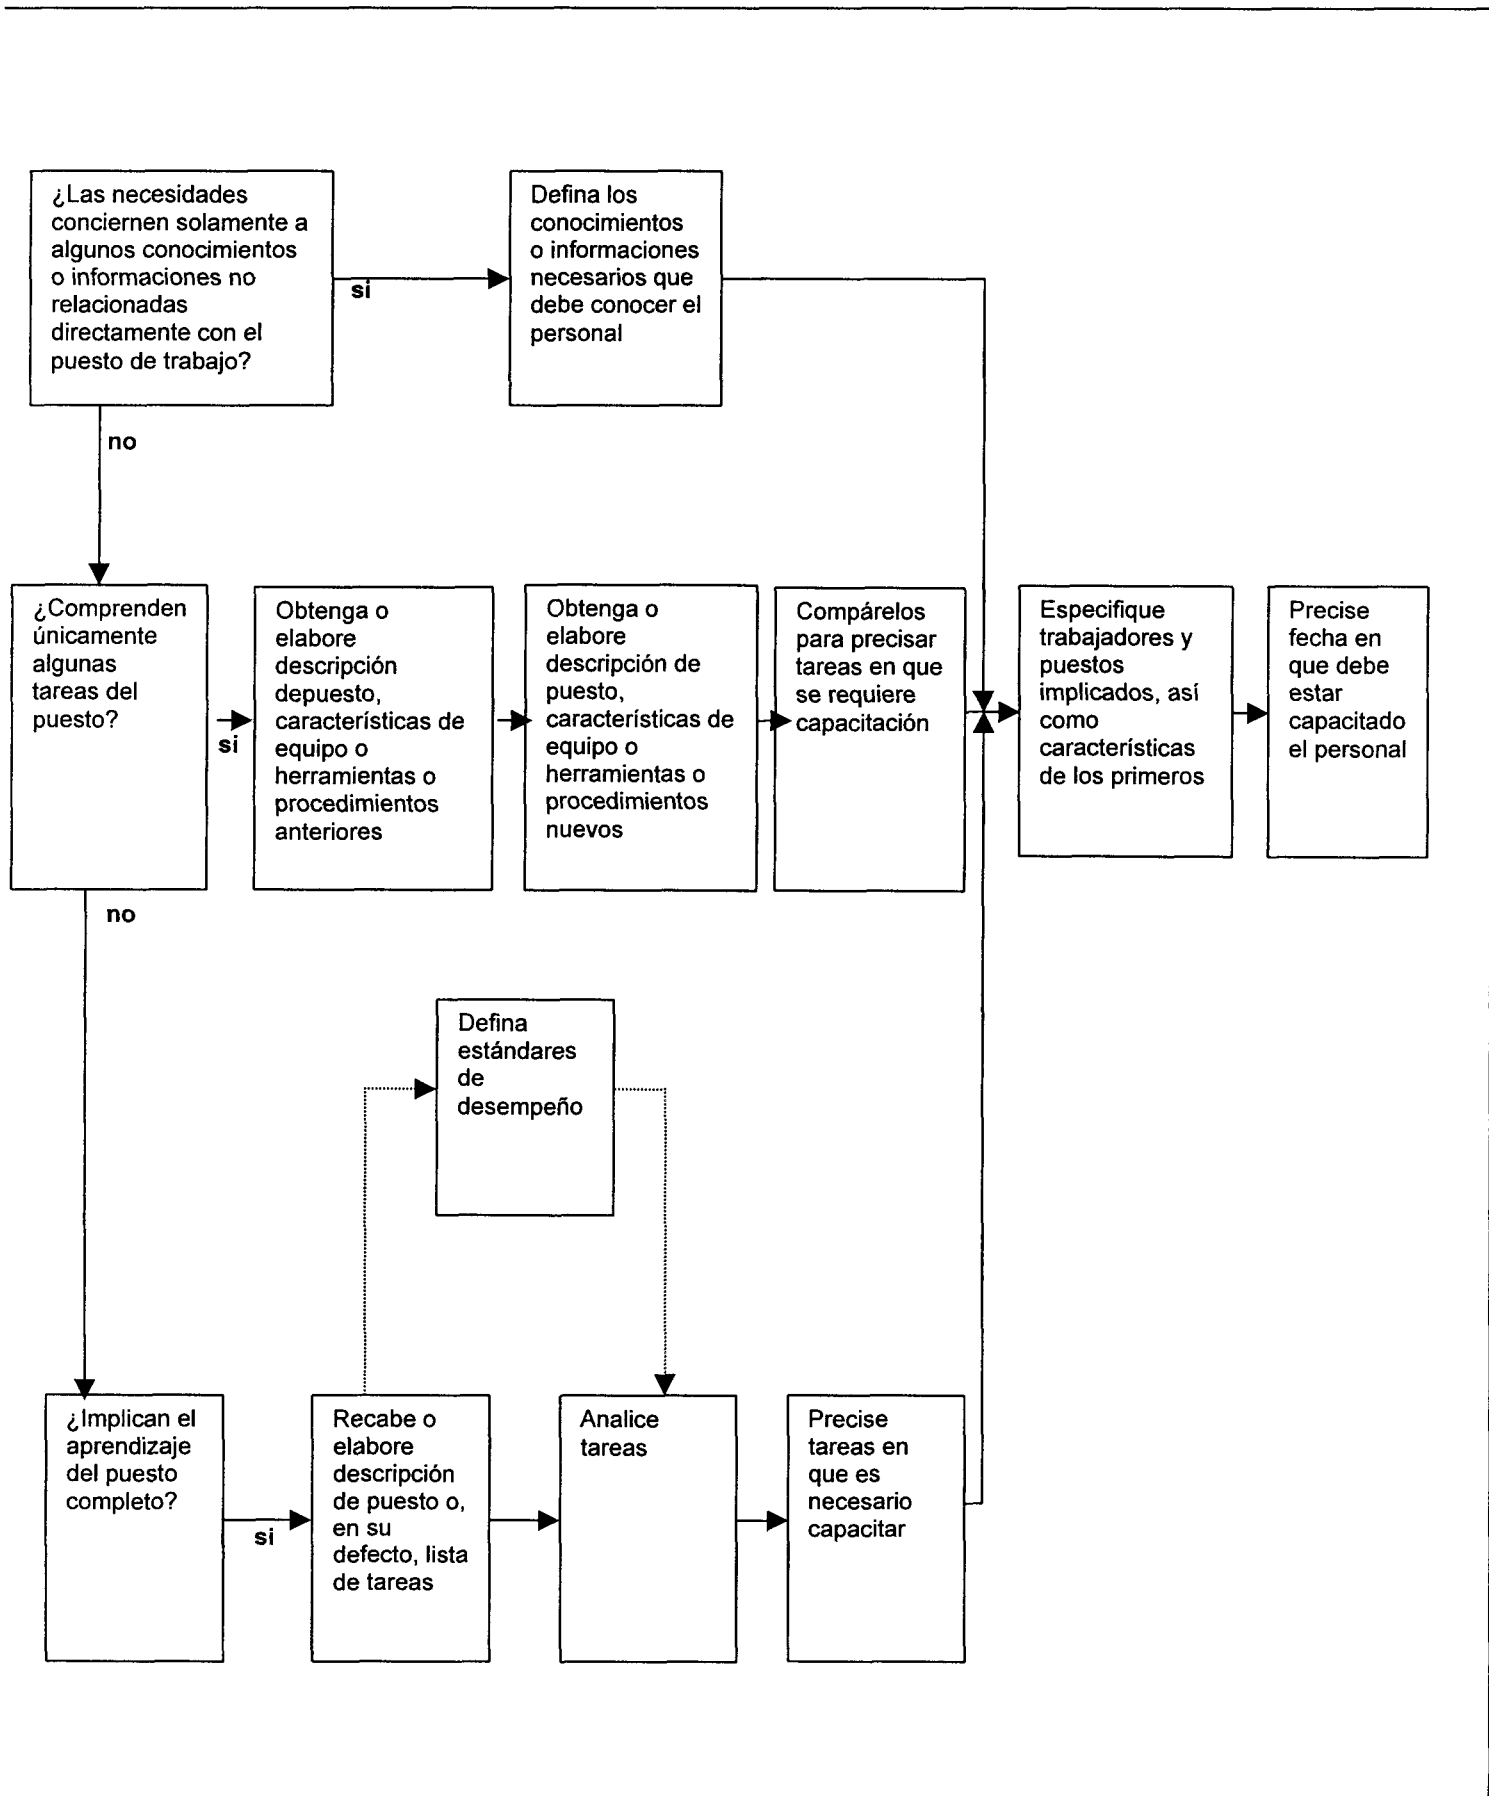 ¿Las necesidades
conciernen solamente a
algunos conocimientos
o informaciones no
relacionadas
directamente con el
puesto de trabajo?
si
Defina los
conocimientos
o informaciones
necesarios que
debe conocer el
personal
no
¿Comprenden
únicamente
algunas
tareas del
puesto?
si
Obtenga o
elabore
descripción
depuesto,
características de
equipo o
herramientas o
procedimientos
anteriores
Obtenga o
elabore
descripción de
puesto,
características de
equipo o
herramientas o
procedimientos
nuevos
Compárelos
para precisar
tareas en que
se requiere
capacitación
Especifique
trabajadores y
puestos
implicados, así
como
características
de los primeros
Precise
fecha en
que debe
estar
capacitado
el personal
no
Defina
estándares
de
desempeño
¿Implican el
aprendizaje
del puesto
completo?
si
Recabe o
elabore
descripción
de puesto o,
en su
defecto, lista
de tareas
Analice
tareas
Precise
tareas en
que es
necesario
capacitar